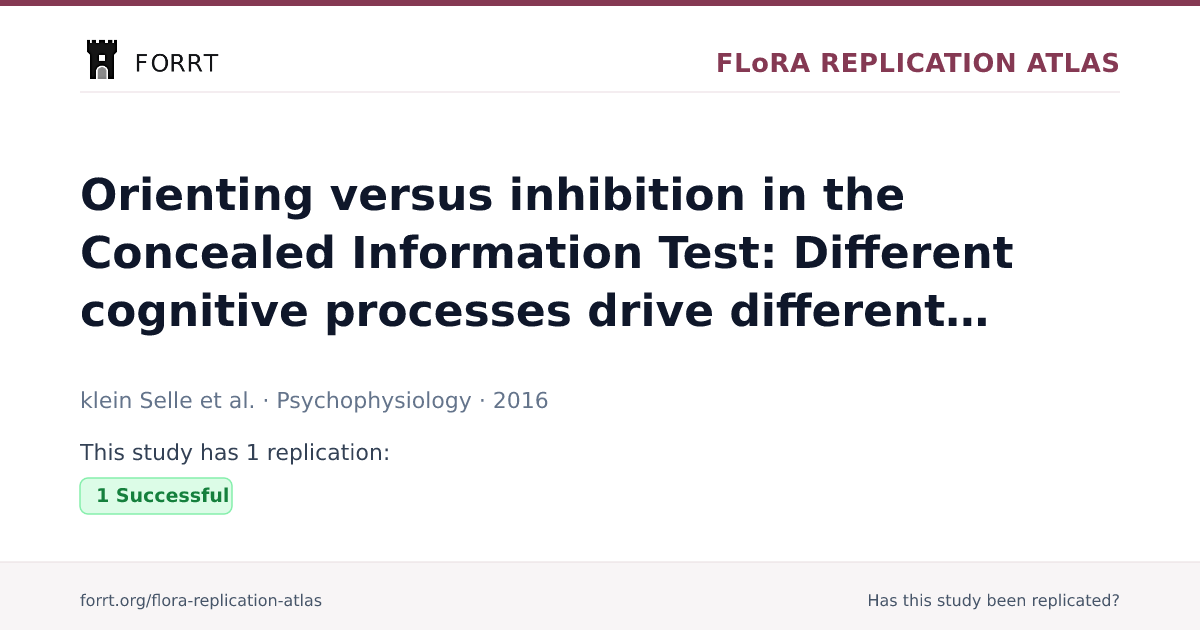 FORRT
FLoRA REPLICATION ATLAS
Orienting versus inhibition in the
Concealed Information Test: Different
cognitive processes drive different…
klein Selle et al. · Psychophysiology · 2016
This study has 1 replication:
1 Successful
forrt.org/flora-replication-atlas
Has this study been replicated?